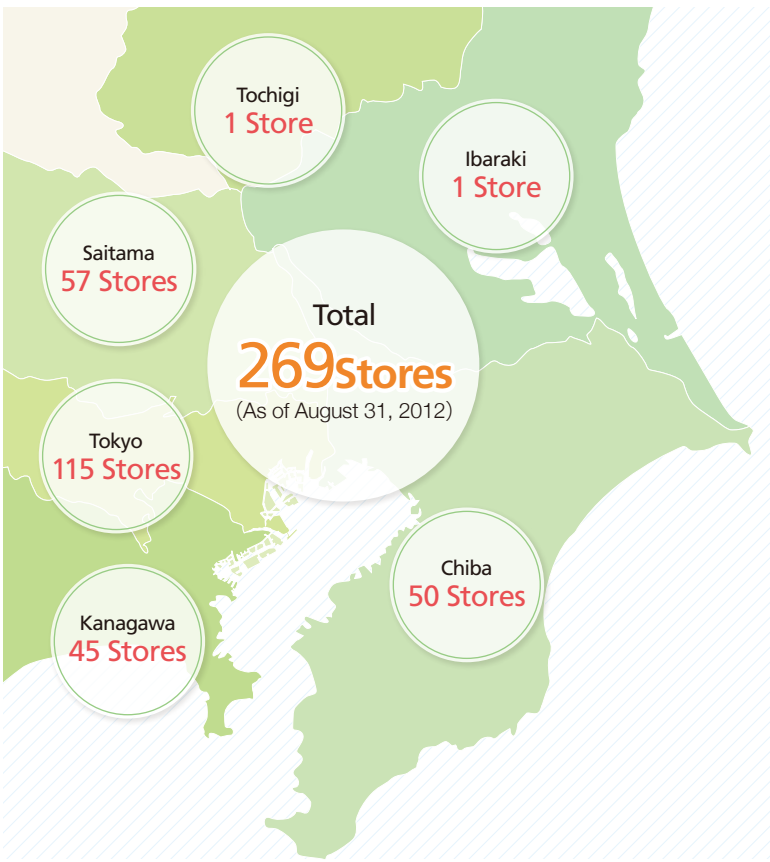 Tochigi
1 Store
Ibaraki
1 Store
Saitama
57 Stores
Total
269Stores
(As of August 31, 2012)
Tokyo
115 Stores
Chiba
50 Stores
Kanagawa
45 Stores